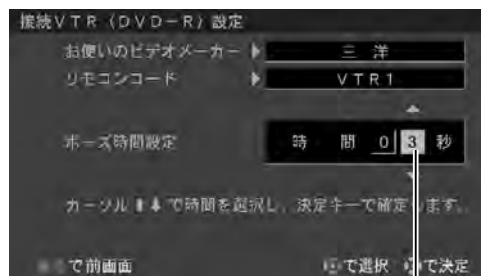 接続VTR(DVD-R)設定
お使いのビデオメーカー 三洋
リモコンコード VTR1
ポーズ時間設定 時間 0 3 秒
カーソル⬆⬇で時間を選択し、決定キーで確定します。
で前画面 で選択 で決定